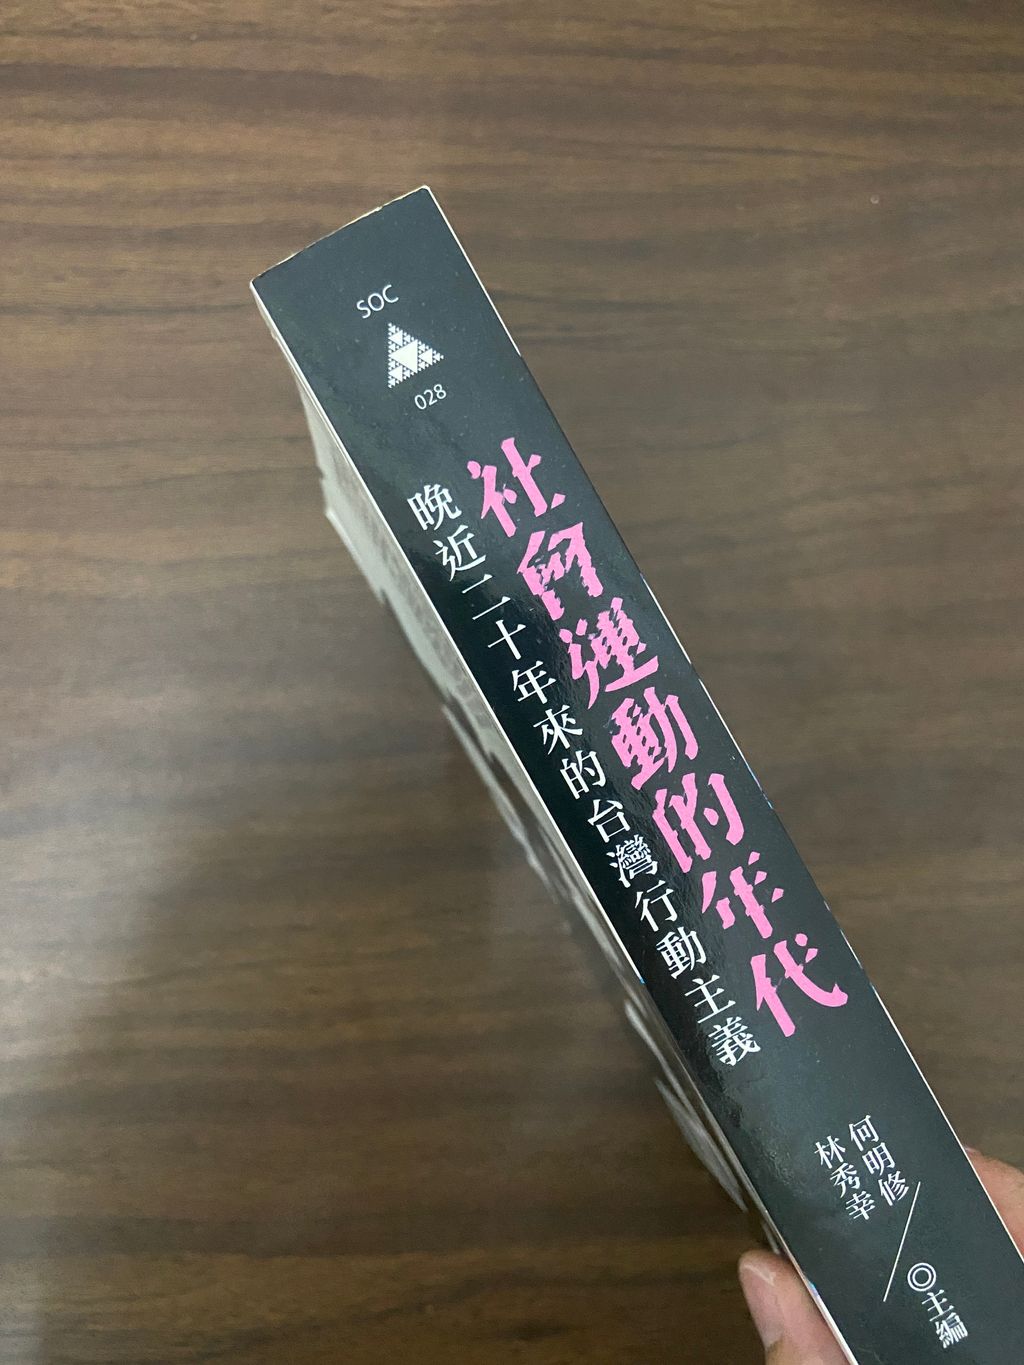 SOC
028
社會運動的年代
晚近二十年來的台灣行動主義
何明修
林秀幸
◎主編